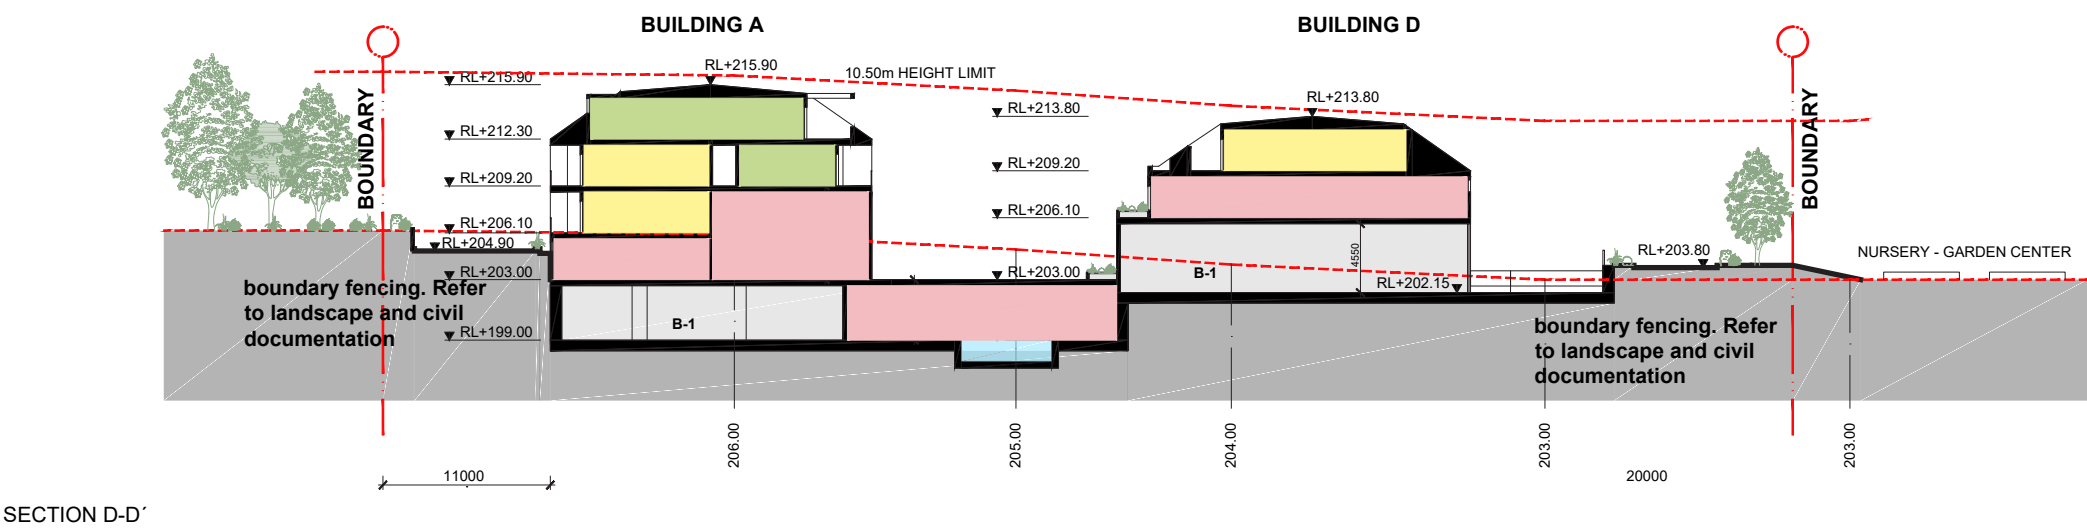 BUILDING A
BUILDING D
RL+215.90
RL+215.90
10.50m HEIGHT LIMIT
RL+213.80
RL+213.80
BOUNDARY
BOUNDARY
RL+212.30
RL+209.20
RL+209.20
RL+206.10
RL+206.10
RL+204.90
RL+203.80
NURSERY - GARDEN CENTER
4550
RL+203.00
RL+203.00
B-1
RL+202.15
boundary fencing. Refer
to landscape and civil
documentation
B-1
RL+199.00
boundary fencing. Refer
to landscape and civil
documentation
206.00
205.00
204.00
203.00
203.00
11000
20000
SECTION D-D´